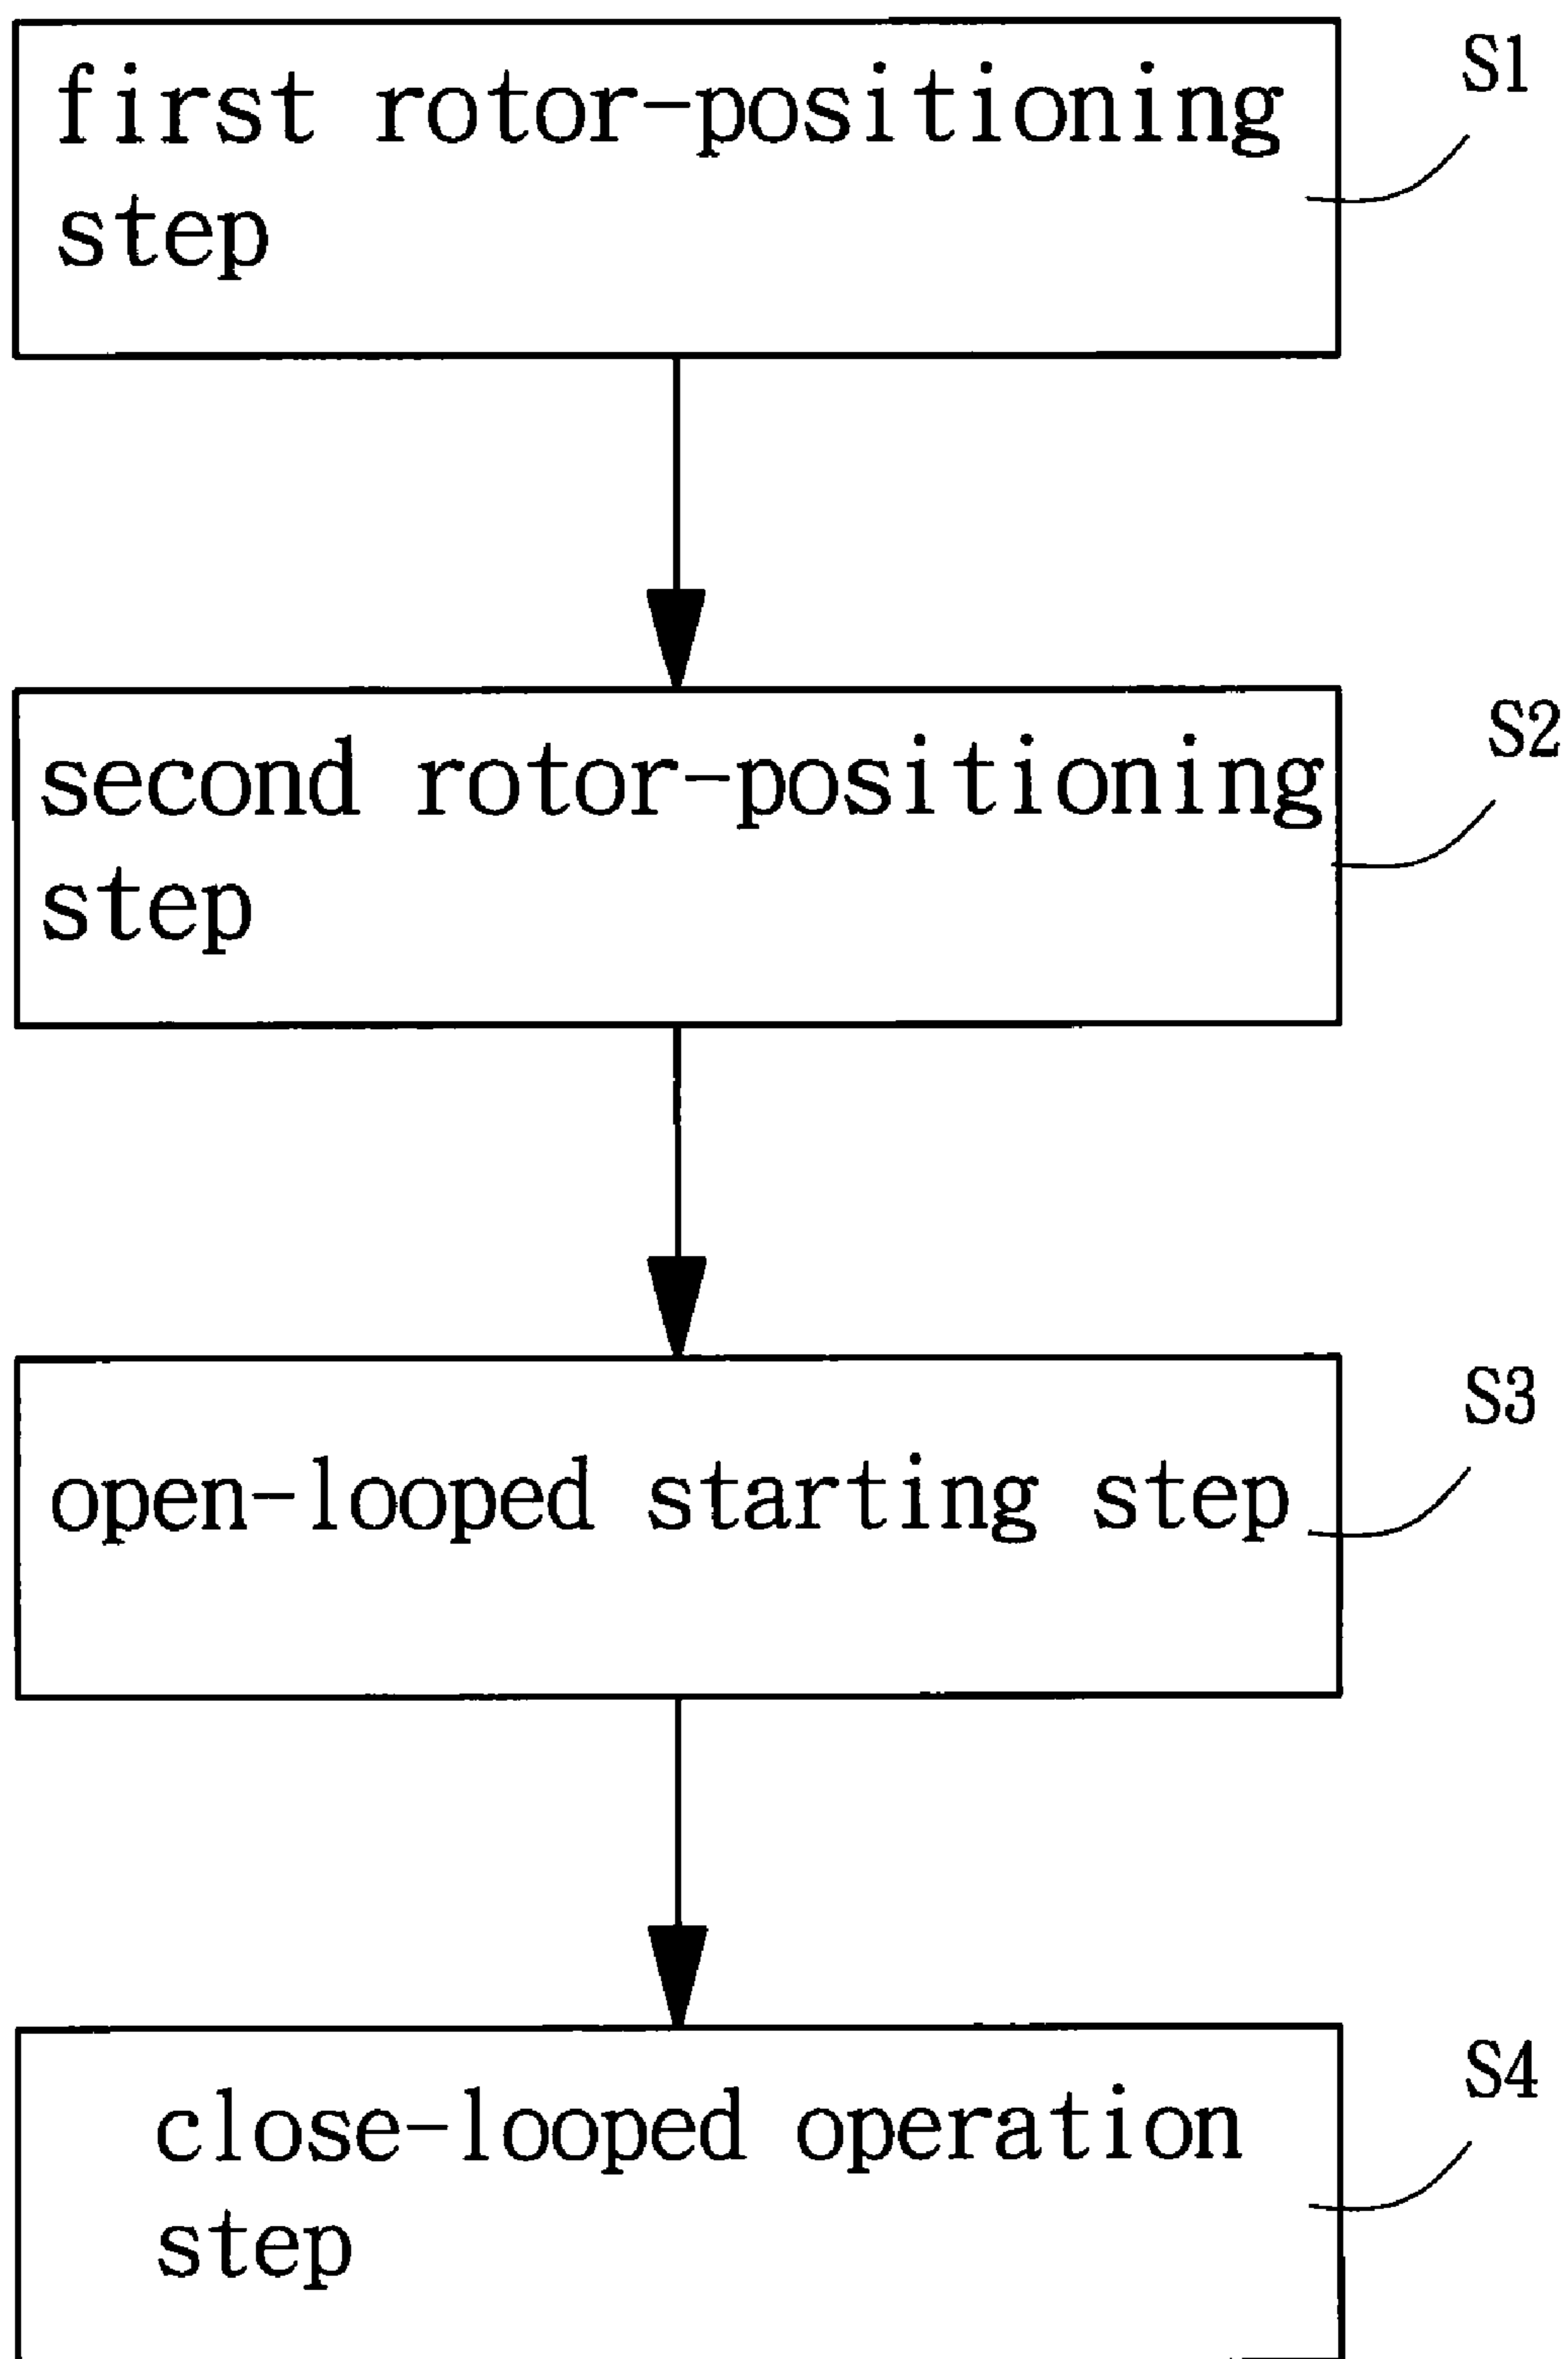 first rotor-positioning
step
S1
second rotor-positioning
step
S2
open-looped starting step
S3
close-looped operation
step
S4